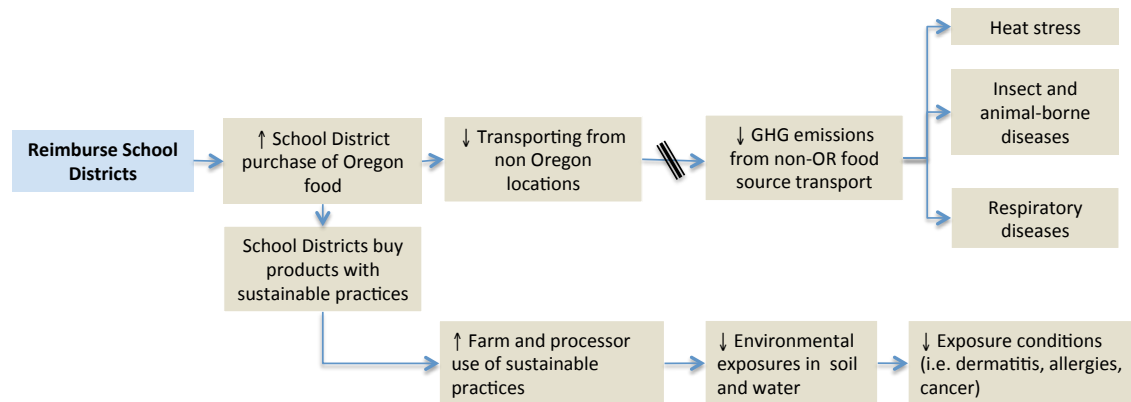 Heat stress
Reimburse School
Districts
↑ School District
purchase of Oregon
food
↓ Transporting from
non Oregon
locations
↓ GHG emissions
from non-OR food
source transport
Insect and
animal-borne
diseases
Respiratory
diseases
School Districts buy
products with
sustainable practices
↑ Farm and processor
use of sustainable
practices
↓ Environmental
exposures in soil
and water
↓ Exposure conditions
(i.e. dermatitis, allergies,
cancer)